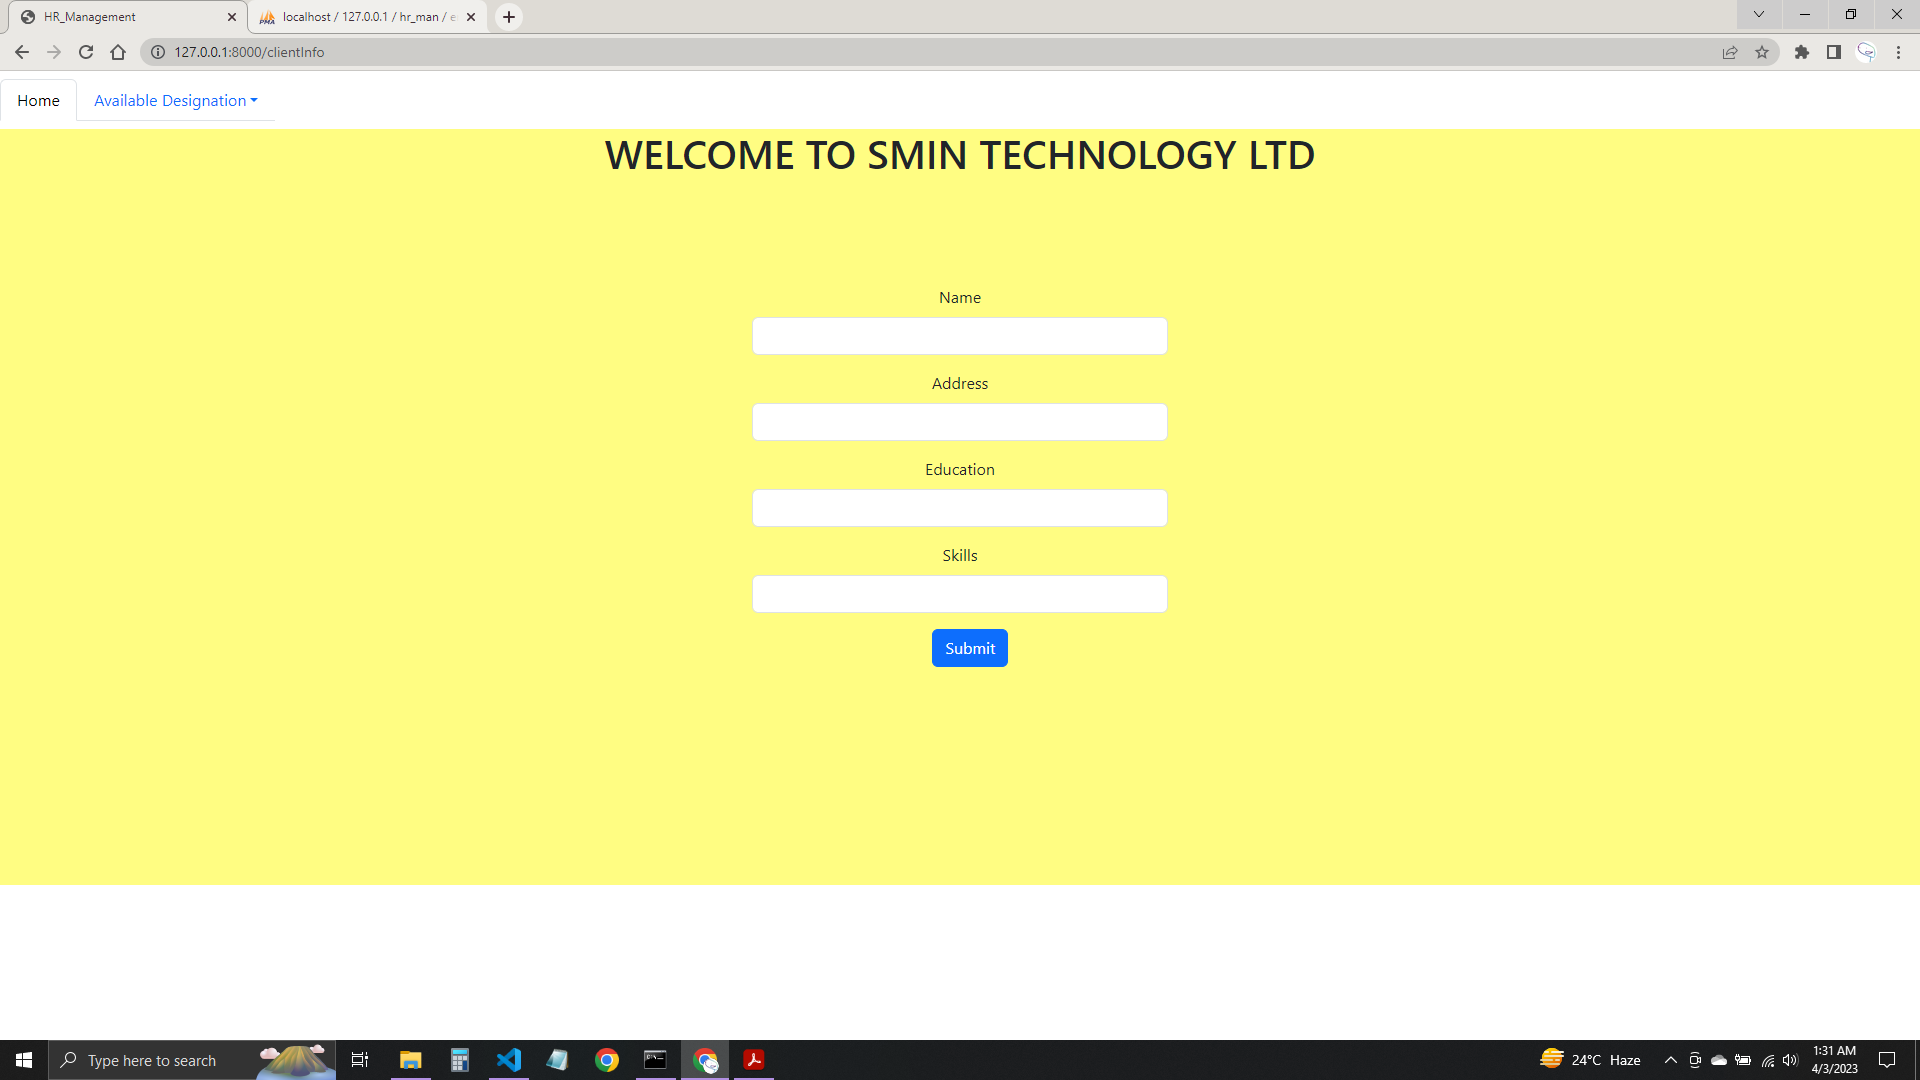 HR_Management
localhost / 127.0.0.1 / hr_man / e
127.0.0.1:8000/clientInfo
Home
Available Designation
WELCOME TO SMIN TECHNOLOGY LTD
Name
Address
Education
Skills
Submit
Type here to search
24°C Haze
1:31 AM
4/3/2023